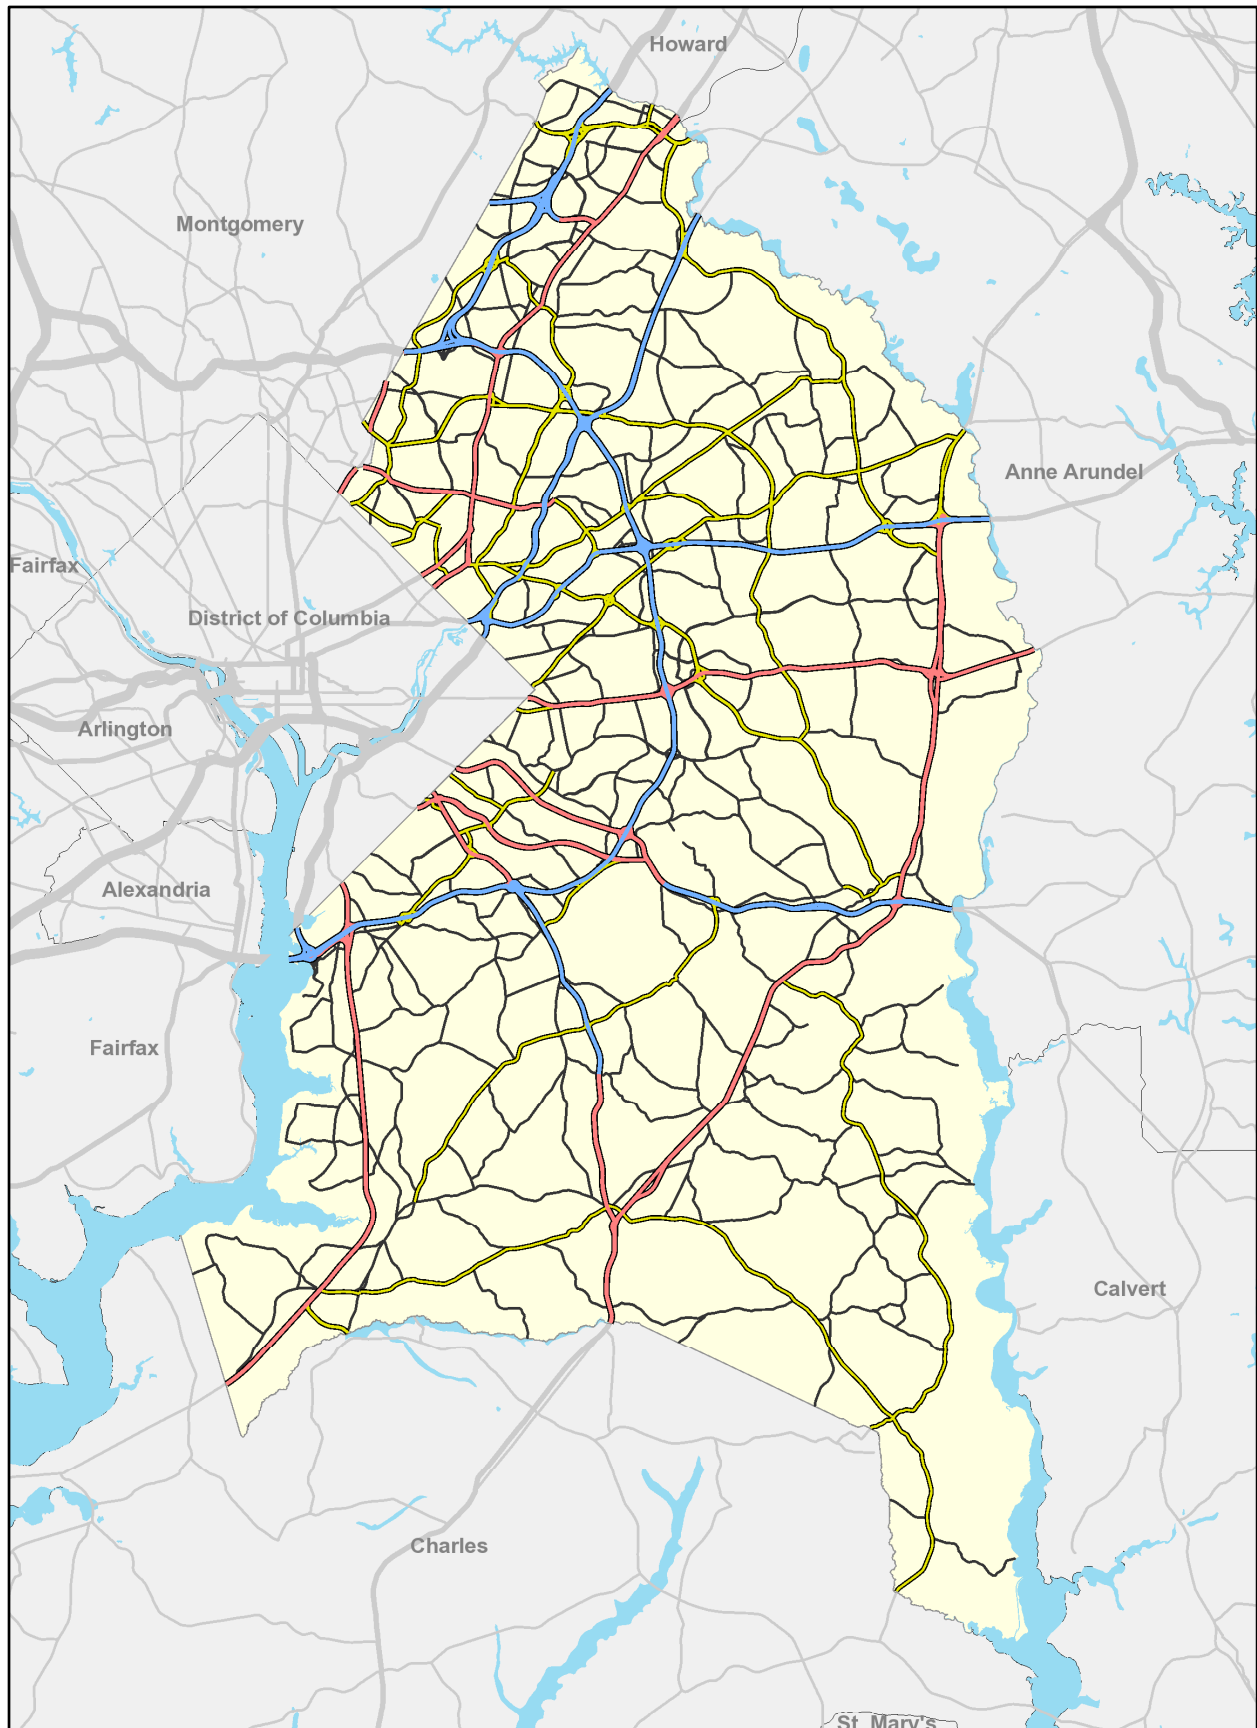 Howard
Montgomery
Anne Arundel
Fairfax
District of Columbia
Arlington
Alexandria
Fairfax
Calvert
Charles
St. Mary's